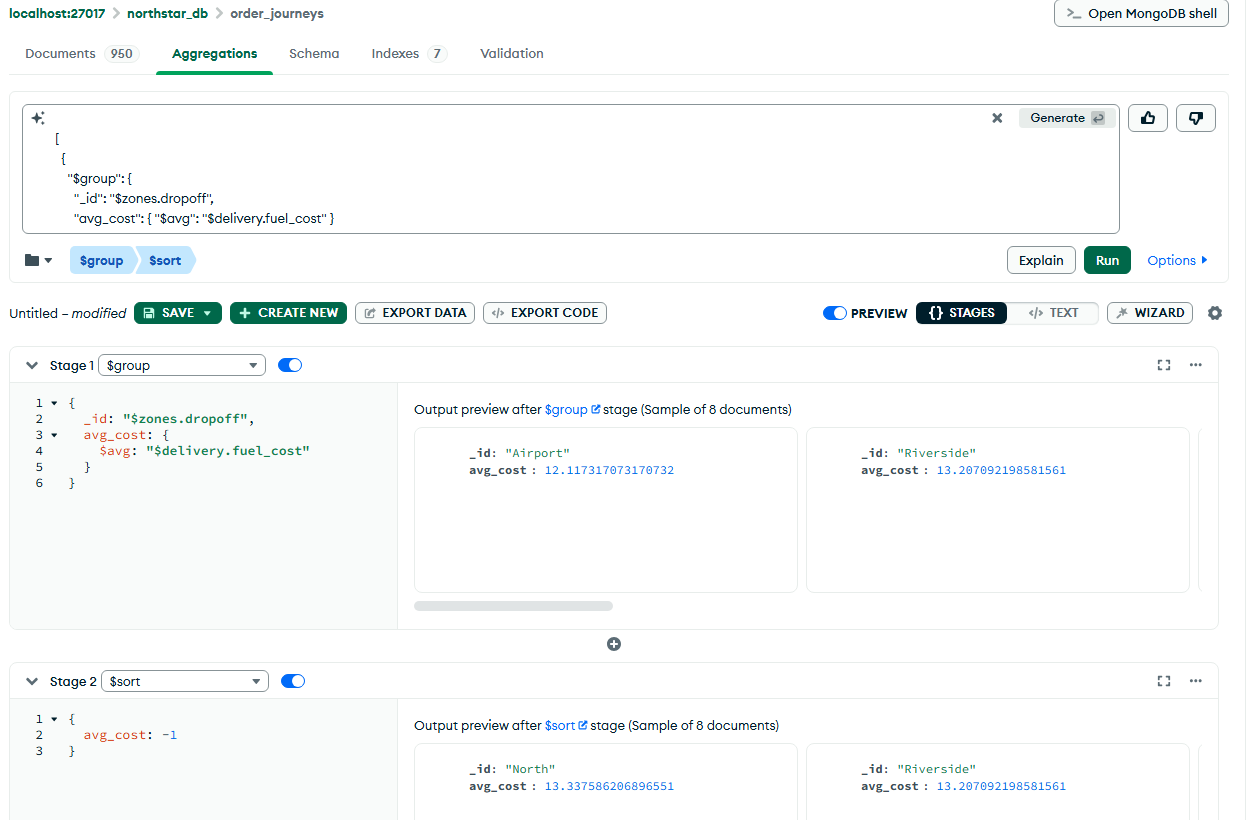 localhost:27017 > northstar_db > order_journeys
>_ Open MongoDB shell
Documents 950 Aggregations Schema Indexes 7 Validation
Generate
[
{
"$group": {
"_id": "$zones.dropoff",
"avg_cost": { "$avg": "$delivery.fuel_cost" }
$group $sort
Explain Run Options
Untitled – modified SAVE + CREATE NEW EXPORT DATA </> EXPORT CODE PREVIEW {} STAGES </> TEXT WIZARD
Stage 1 $group
1 {
2 _id: "$zones.dropoff",
3 avg_cost: {
4 $avg: "$delivery.fuel_cost"
5 }
6 }
Output preview after $group stage (Sample of 8 documents)
_id: "Airport"
avg_cost : 12.117317073170732
_id: "Riverside"
avg_cost : 13.207092198581561
Stage 2 $sort
1 {
2 avg_cost: -1
3 }
Output preview after $sort stage (Sample of 8 documents)
_id: "North"
avg_cost : 13.337586206896551
_id: "Riverside"
avg_cost : 13.207092198581561